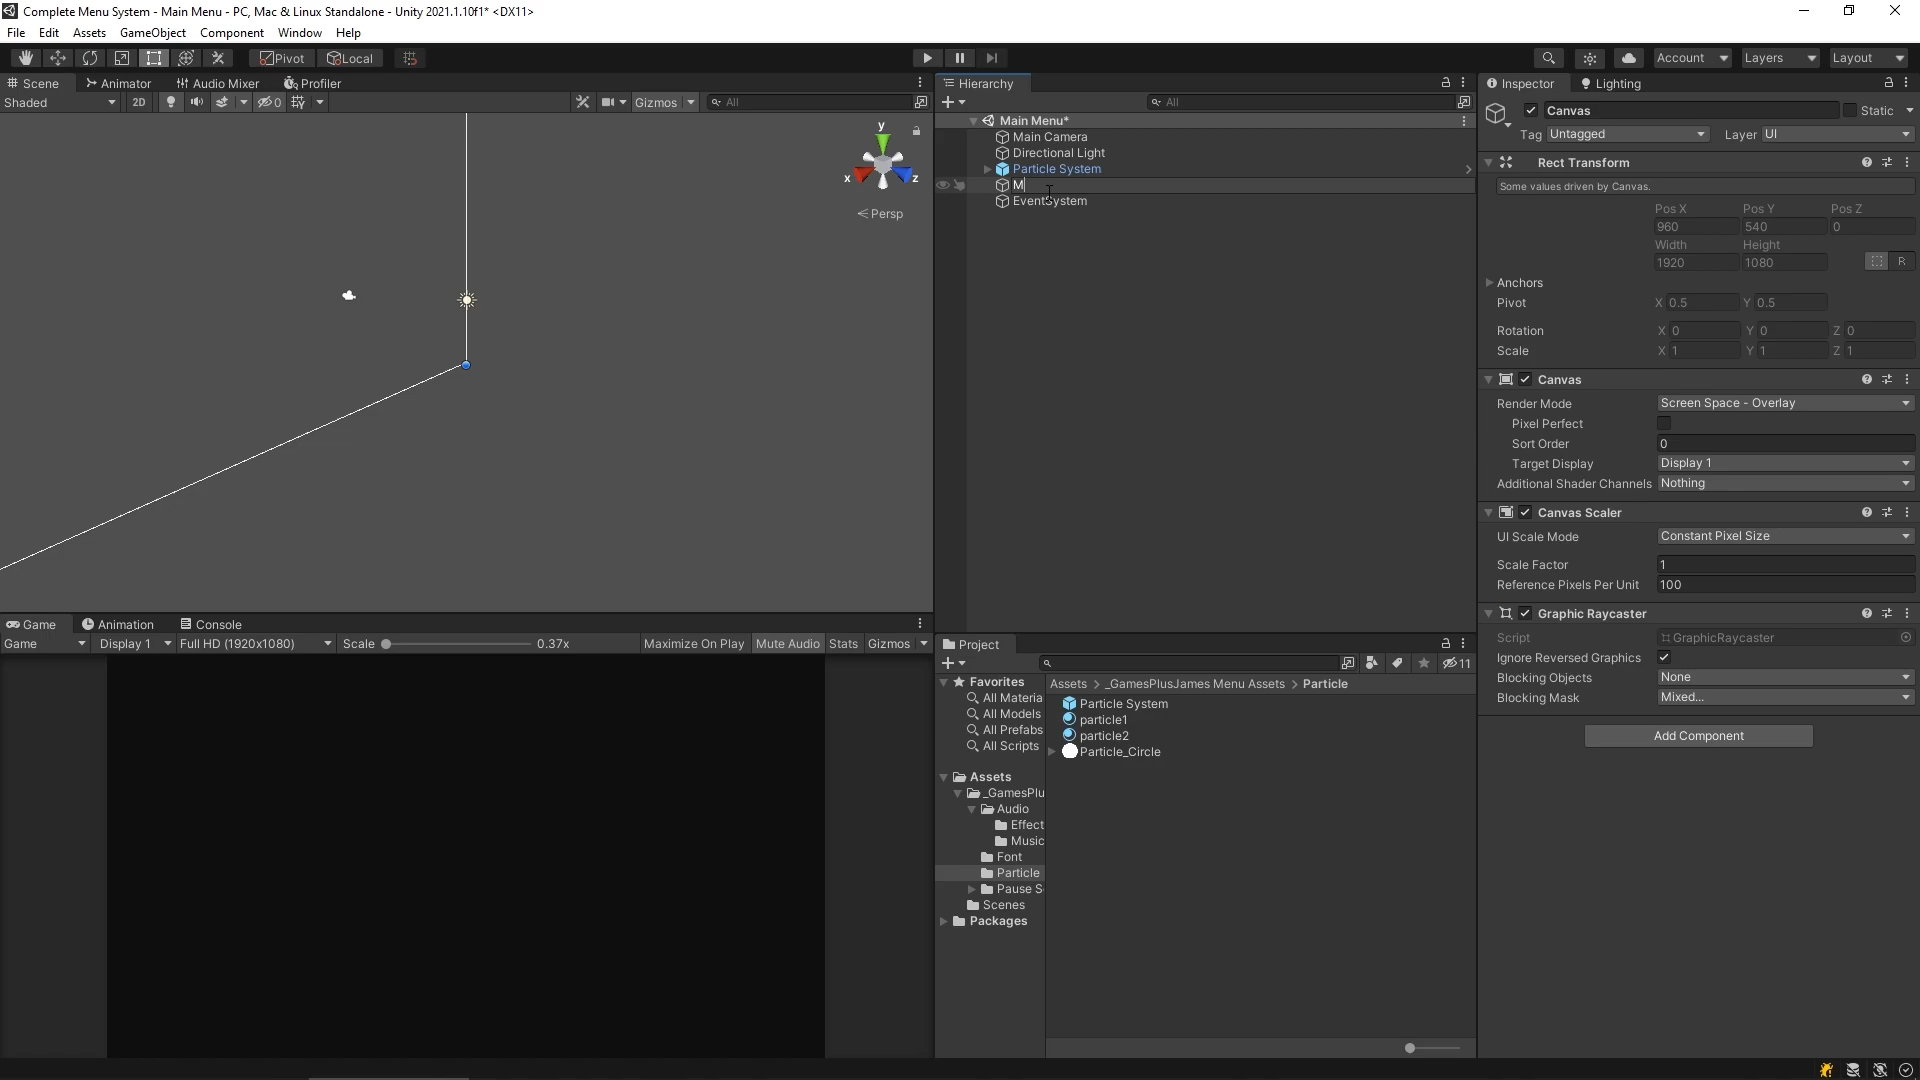 Complete Menu System - Main Menu - PC, Mac & Linux Standalone - Unity 2021.1.10f1* <DX11>
File Edit Assets GameObject Component Window Help
Pivot Local Account Layers Layout
Scene Animator Audio Mixer Profiler
Shaded 2D 0 Gizmos All
y
x z
Persp
Hierarchy
All
Main Menu*
Main Camera
Directional Light
Particle System
M
EventSystem
Inspector Lighting
Canvas Static
Tag Untagged Layer UI
Rect Transform
Some values driven by Canvas.
Pos X Pos Y Pos Z
960 540 0
Width Height
1920 1080 R
Anchors
Pivot X 0.5 Y 0.5
Rotation X 0 Y 0 Z 0
Scale X 1 Y 1 Z 1
Canvas
Render Mode Screen Space - Overlay
Pixel Perfect
Sort Order 0
Target Display Display 1
Additional Shader Channels Nothing
Canvas Scaler
UI Scale Mode Constant Pixel Size
Scale Factor 1
Reference Pixels Per Unit 100
Graphic Raycaster
Script GraphicRaycaster
Ignore Reversed Graphics
Blocking Objects None
Blocking Mask Mixed...
Add Component
Game Animation Console
Game Display 1 Full HD (1920x1080) Scale 0.37x Maximize On Play Mute Audio Stats Gizmos
Project
11
Favorites
All Materia
All Models
All Prefabs
All Scripts
Assets
_GamesPlu
Audio
Effect
Music
Font
Particle
Pause S
Scenes
Packages
Assets > _GamesPlusJames Menu Assets > Particle
Particle System
particle1
particle2
Particle_Circle